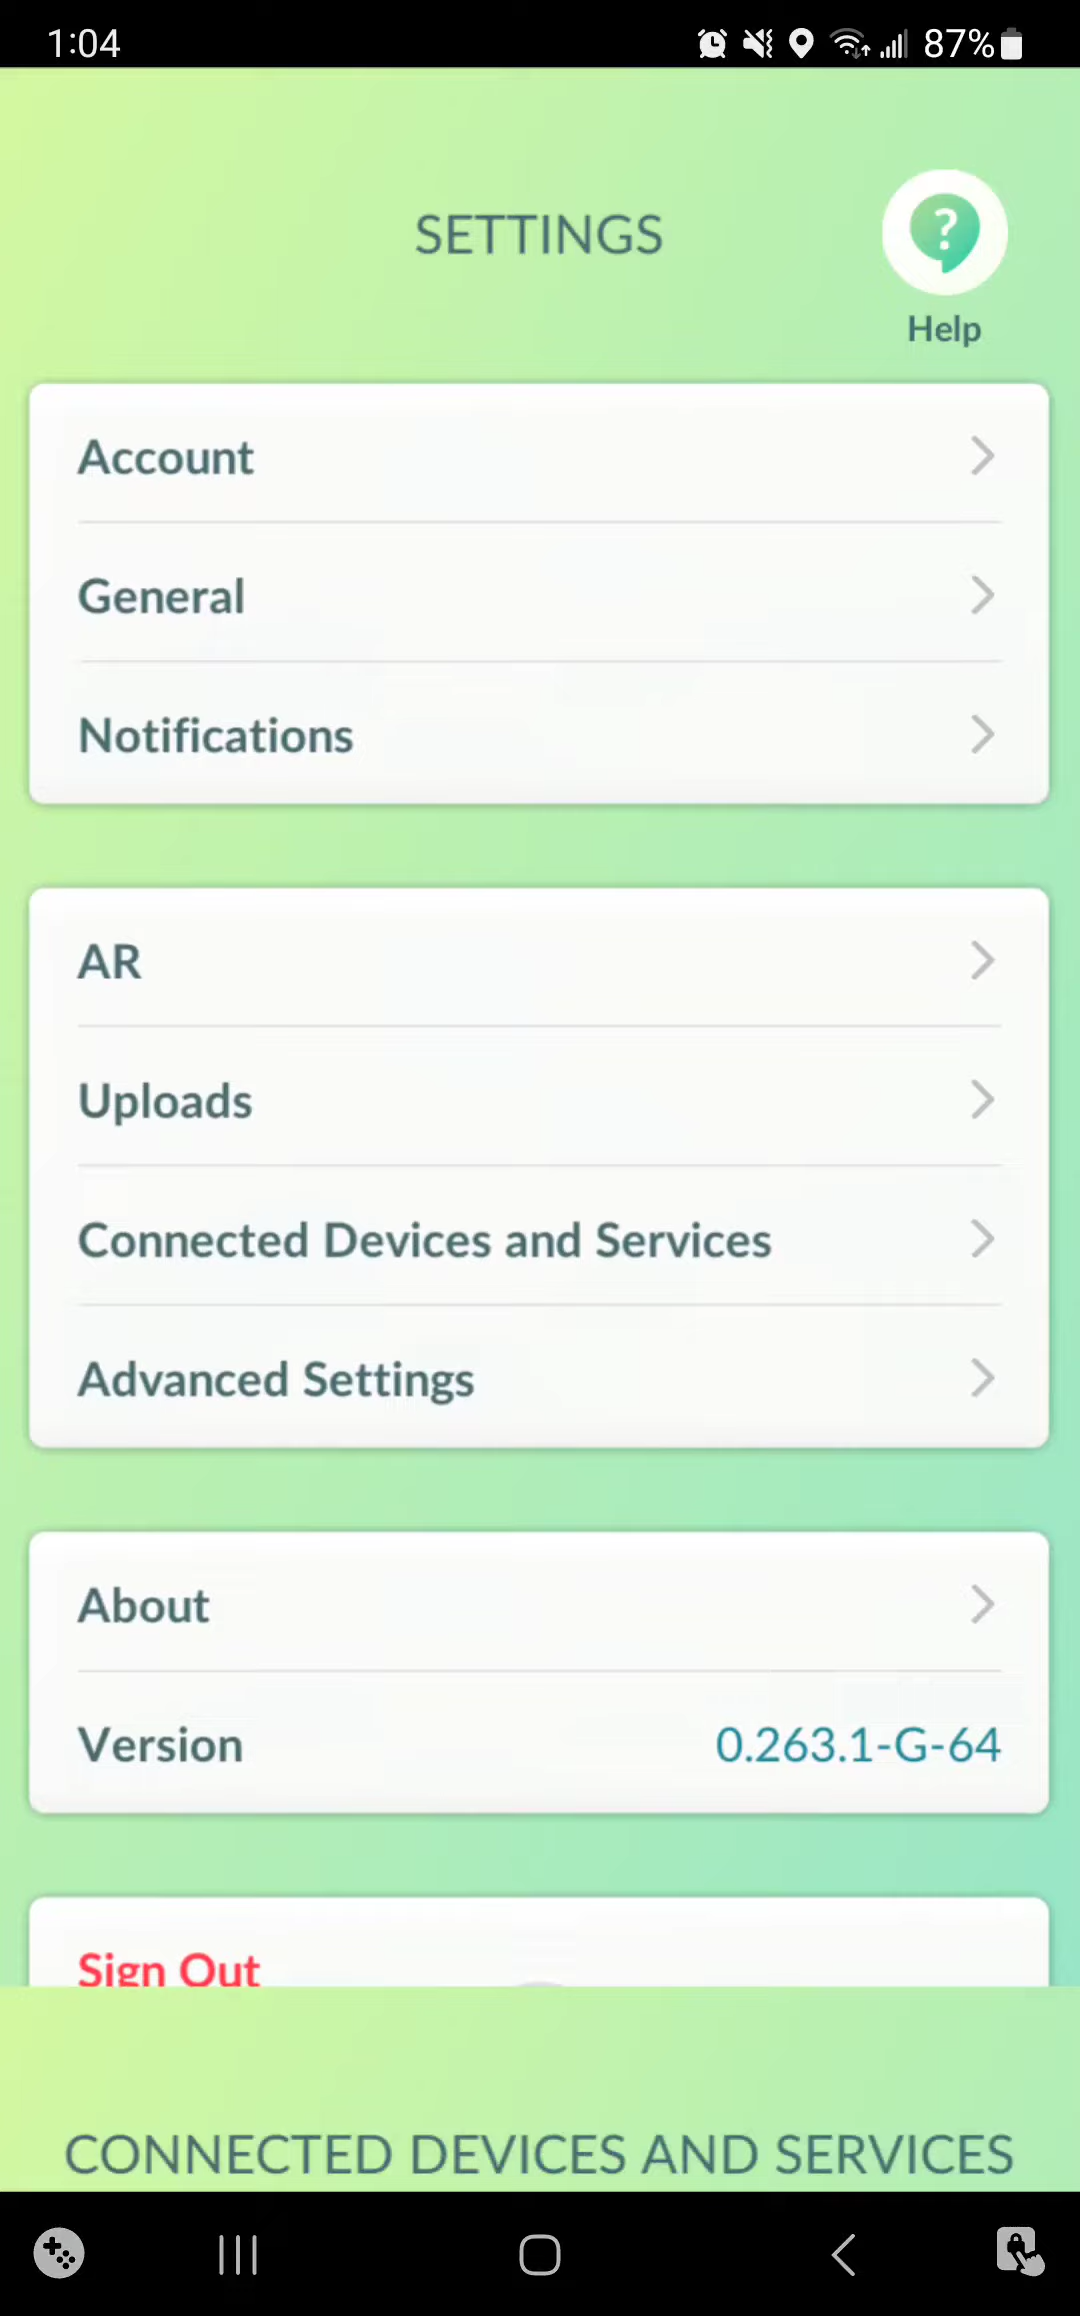 1:04
87%
SETTINGS
?
Help
Account
General
Notifications
AR
Uploads
Connected Devices and Services
Advanced Settings
About
Version 0.263.1-G-64
Sign Out
CONNECTED DEVICES AND SERVICES